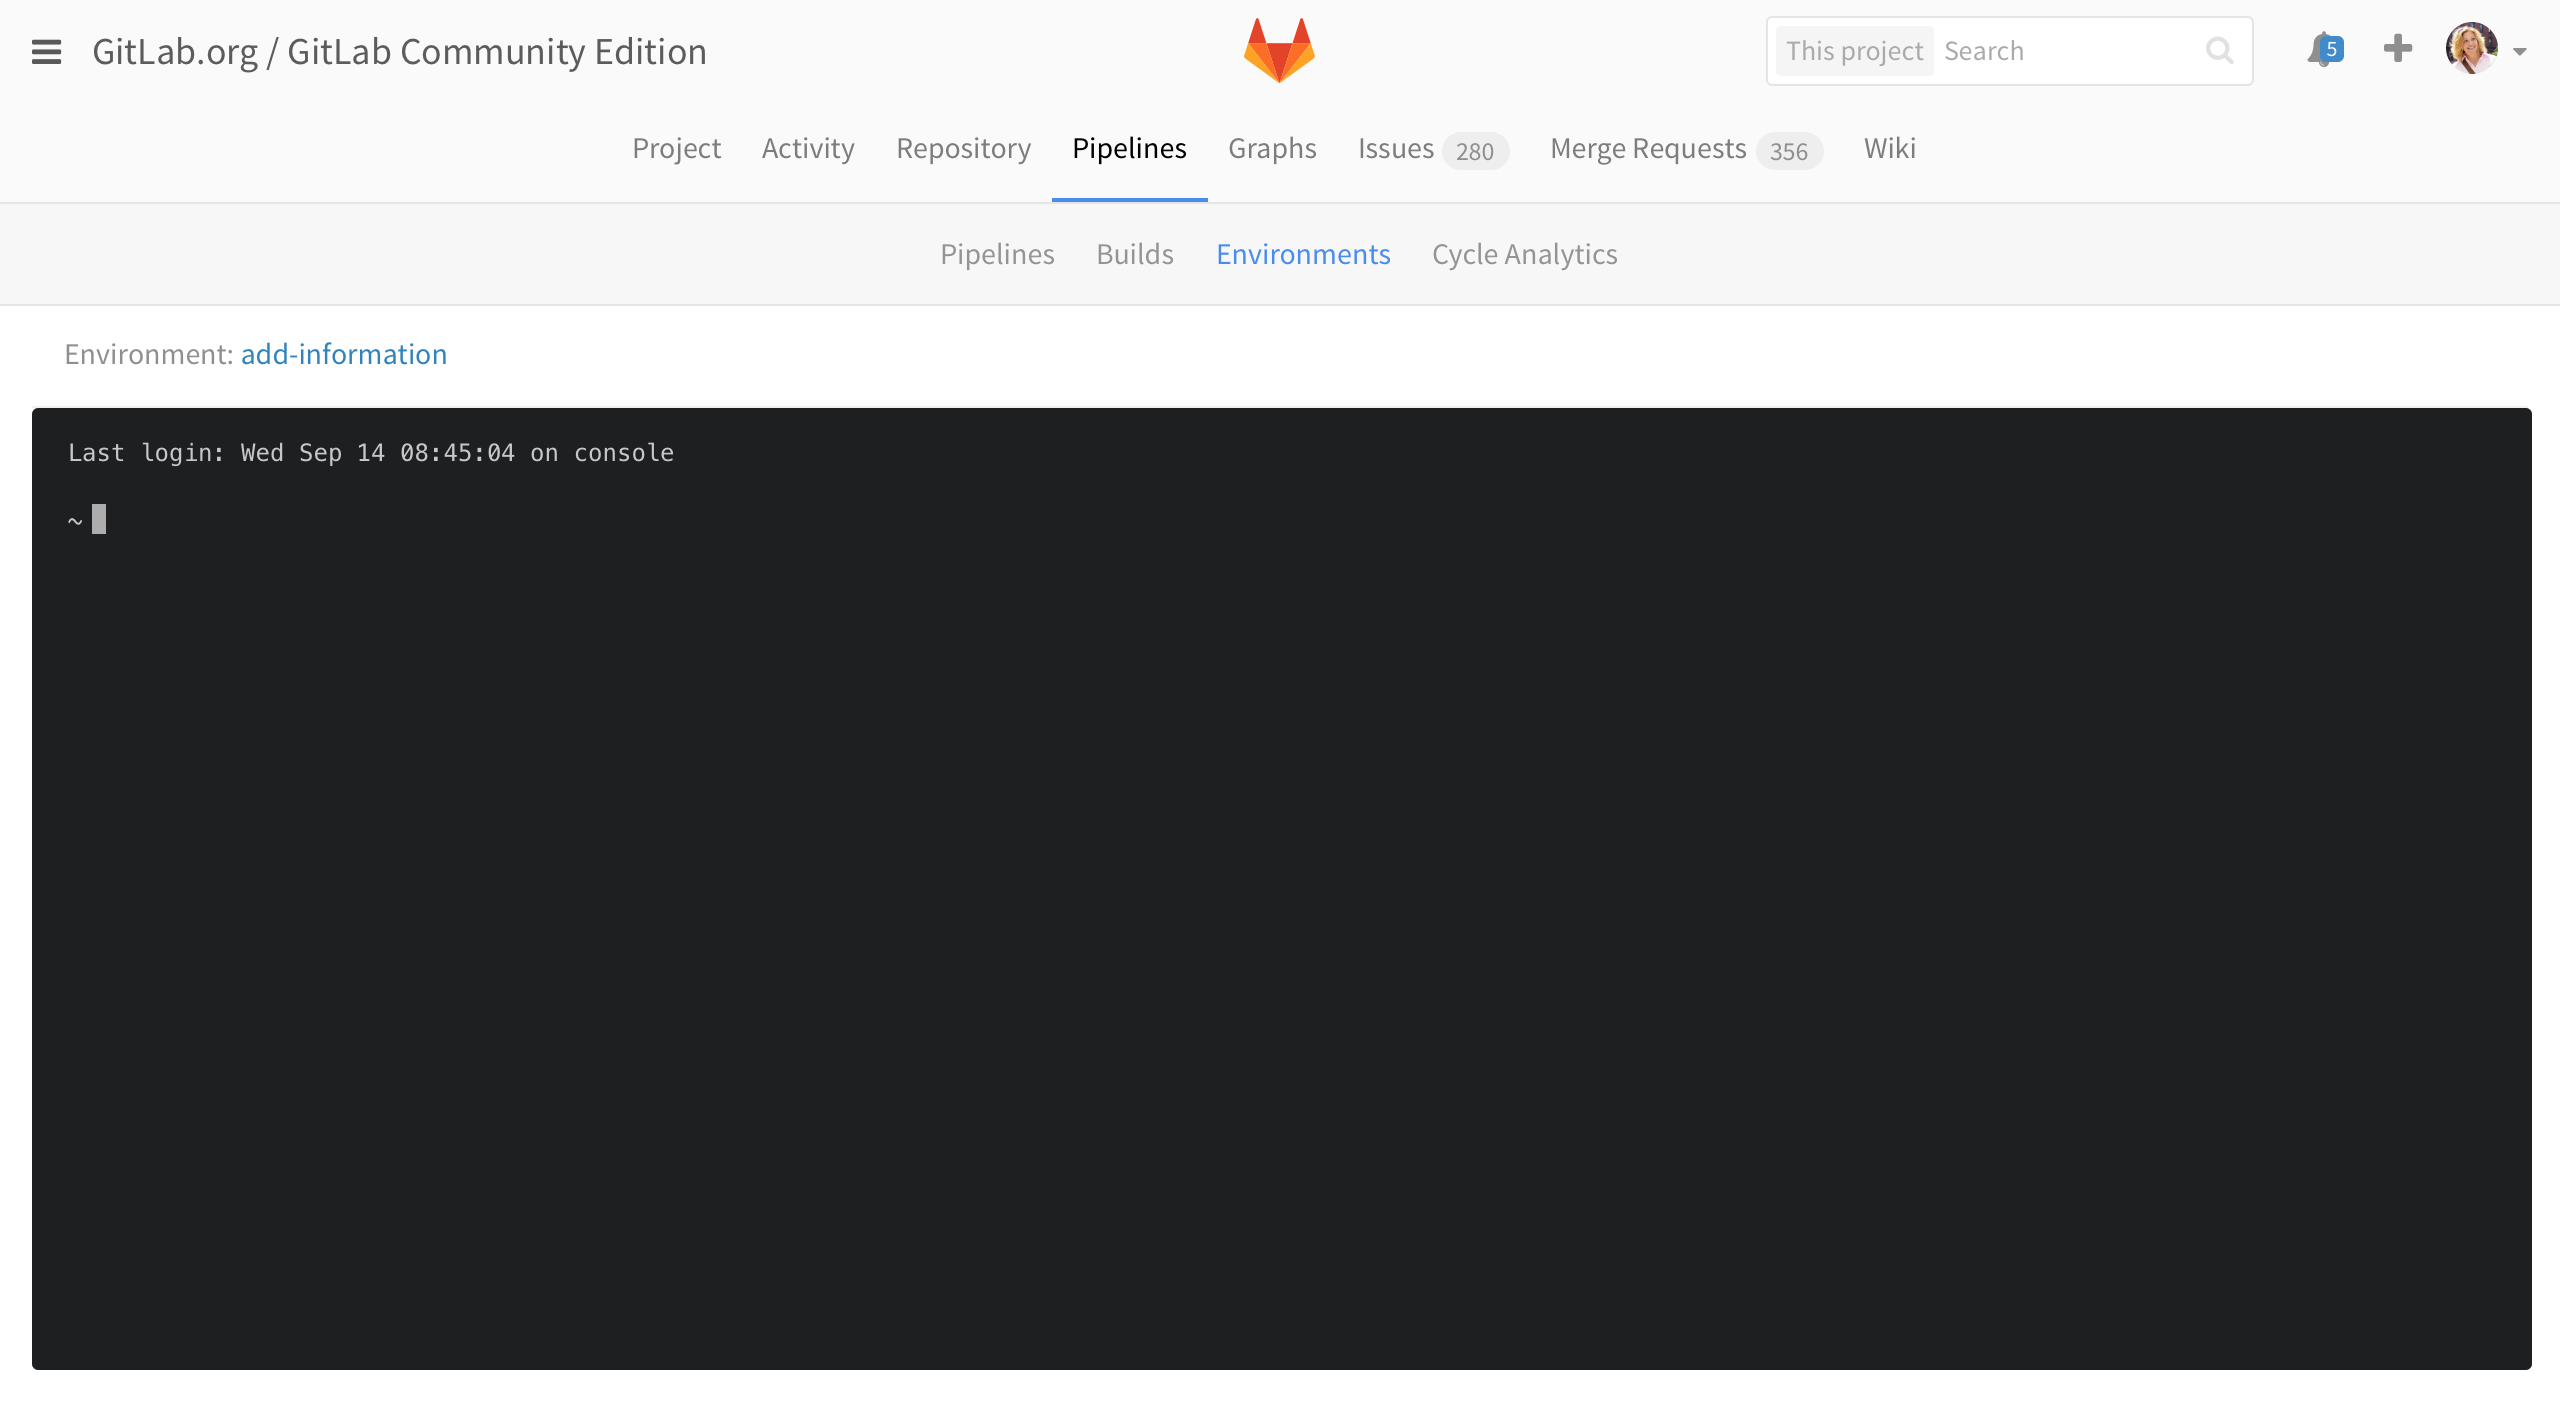 GitLab.org / GitLab Community Edition
This project Search
5
Project Activity Repository Pipelines Graphs Issues 280 Merge Requests 356 Wiki
Pipelines Builds Environments Cycle Analytics
Environment: add-information
Last login: Wed Sep 14 08:45:04 on console
~